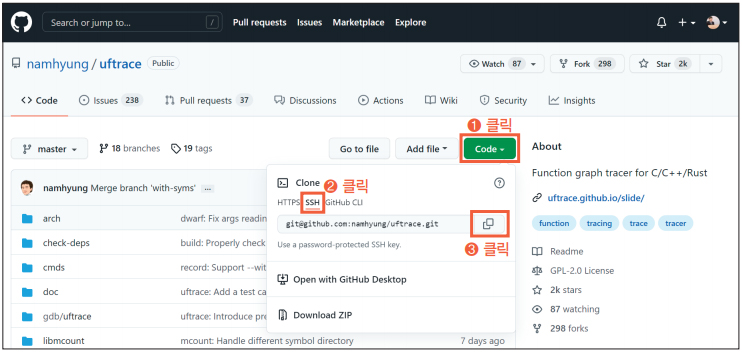 Search or jump to... /
Pull requests Issues Marketplace Explore
namhyung / uftrace Public
Watch 87 Fork 298 Star 2k
Code Issues 238 Pull requests 37 Discussions Actions Wiki Security Insights
❶ 클릭
master 18 branches 19 tags Go to file Add file Code
About
Function graph tracer for C/C++/Rust
uftrace.github.io/slide/
function tracing trace tracer
Readme
GPL-2.0 License
2k stars
87 watching
298 forks
namhyung Merge branch 'with-syms' ...
arch dwarf: Fix args readin
check-deps build: Properly check
cmds record: Support --wit
doc uftrace: Add a test ca
gdb/uftrace uftrace: Introduce pre
libmcount mcount: Handle different symbol directory 7 days ago
Clone
❷ 클릭
HTTPS SSH GitHub CLI
git@github.com:namhyung/uftrace.git
❸ 클릭
Use a password-protected SSH key.
Open with GitHub Desktop
Download ZIP